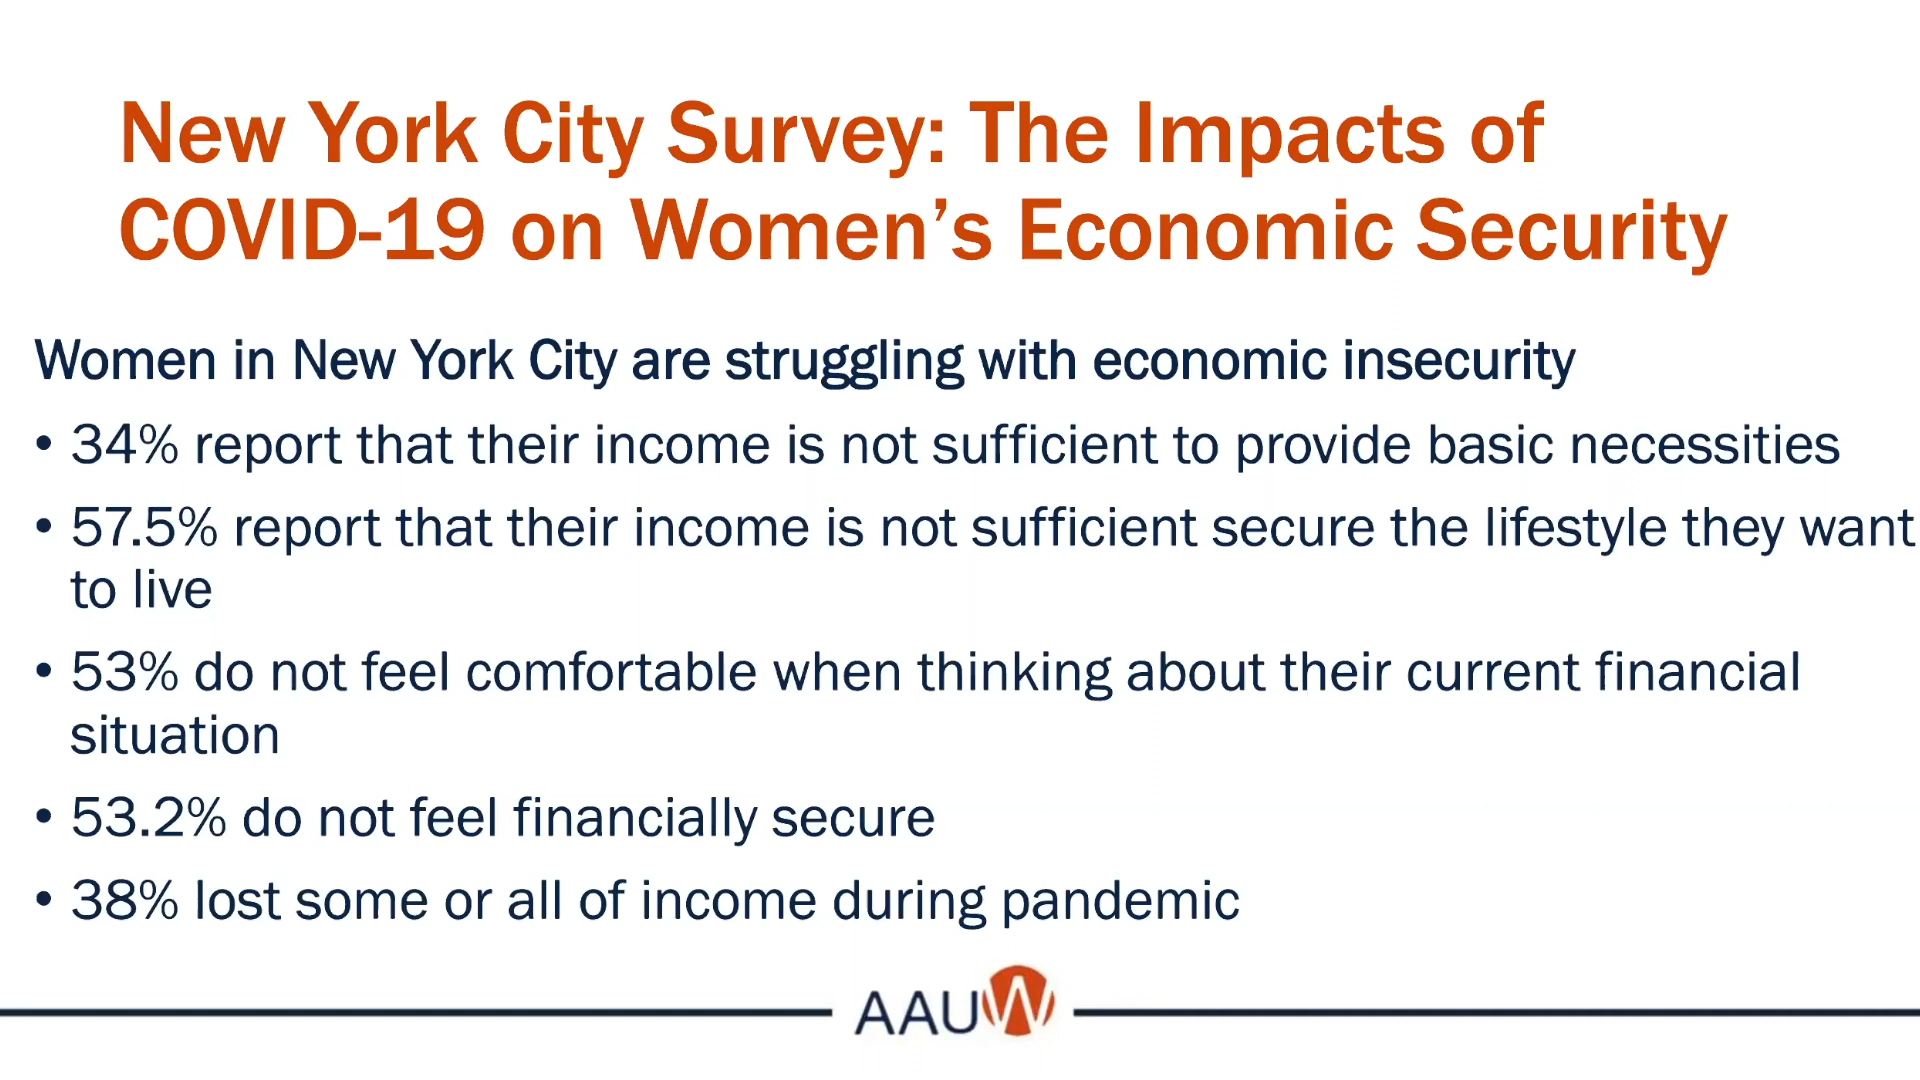 New York City Survey: The Impacts of
COVID-19 on Women’s Economic Security
Women in New York City are struggling with economic insecurity
• 34% report that their income is not sufficient to provide basic necessities
• 57.5% report that their income is not sufficient secure the lifestyle they want
to live
• 53% do not feel comfortable when thinking about their current financial
situation
• 53.2% do not feel financially secure
• 38% lost some or all of income during pandemic
AAUW